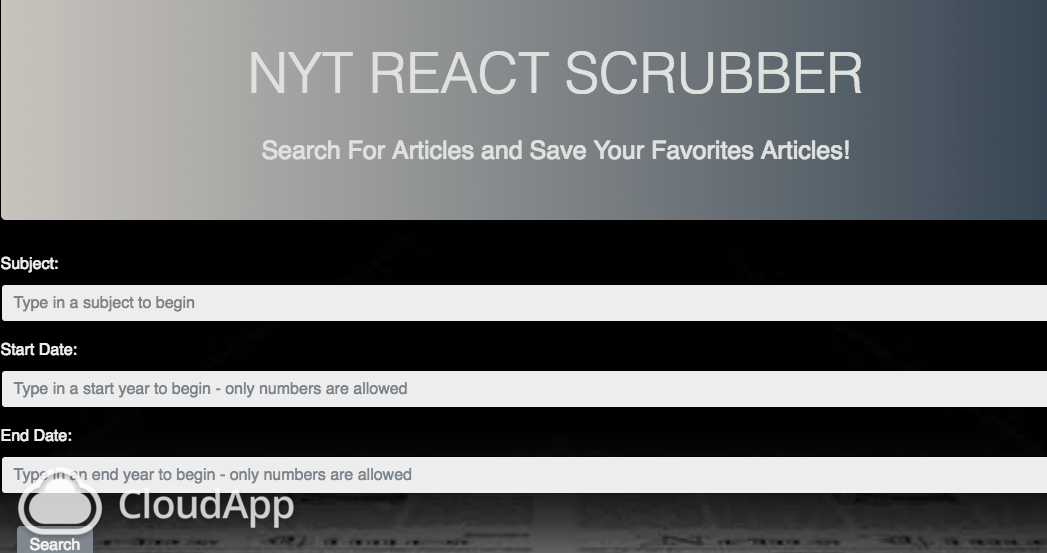 NYT REACT SCRUBBER
Search For Articles and Save Your Favorites Articles!
Subject:
Type in a subject to begin
Start Date:
Type in a start year to begin - only numbers are allowed
End Date:
Type in an end year to begin - only numbers are allowed
CloudApp
Search